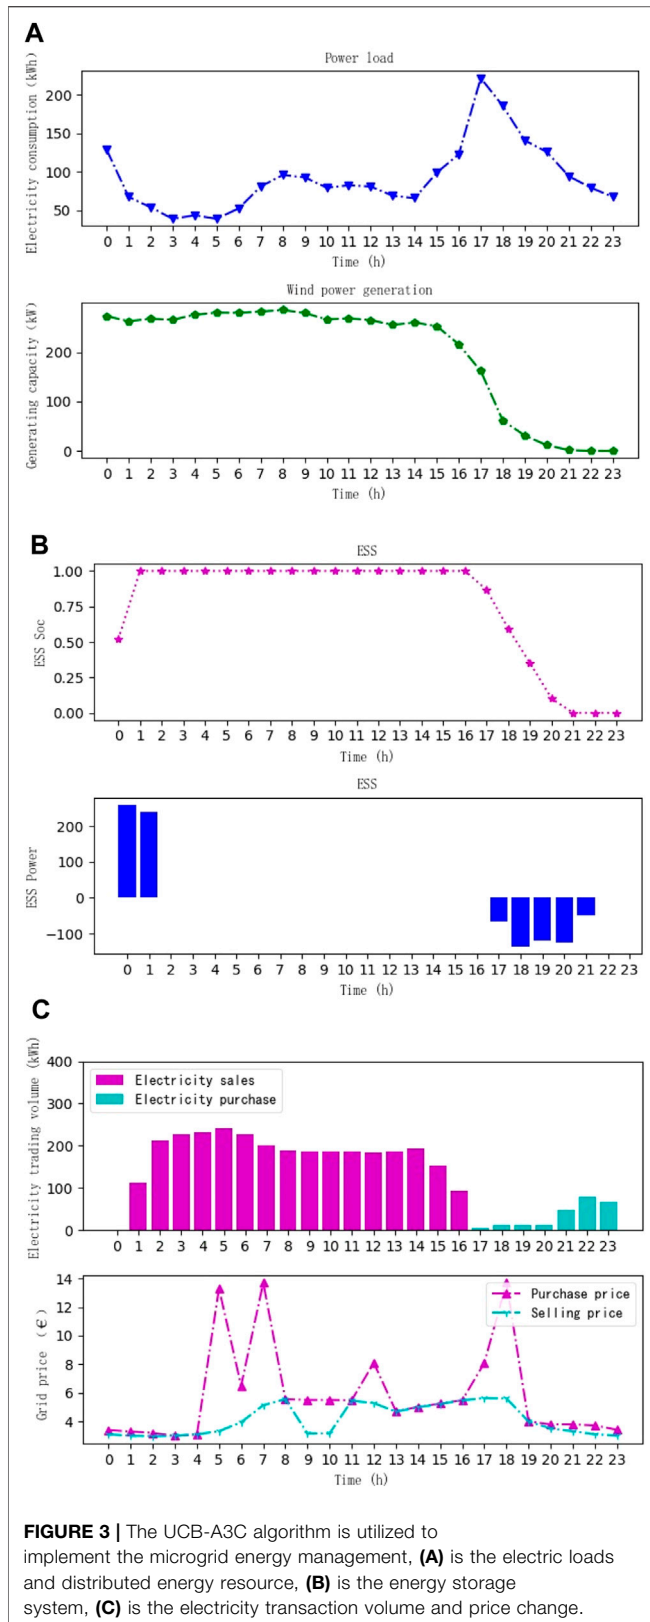 A
Power load
Electricity consumption (kWh)
200
150
100
50
0 1 2 3 4 5 6 7 8 9 10 11 12 13 14 15 16 17 18 19 20 21 22 23
Time (h)
Wind power generation
Generating capacity (kW)
200
100
0
0 1 2 3 4 5 6 7 8 9 10 11 12 13 14 15 16 17 18 19 20 21 22 23
Time (h)
B
ESS
ESS Soc
1.00
0.75
0.50
0.25
0.00
0 1 2 3 4 5 6 7 8 9 10 11 12 13 14 15 16 17 18 19 20 21 22 23
Time (h)
ESS
ESS Power
200
100
0
−100
0 1 2 3 4 5 6 7 8 9 10 11 12 13 14 15 16 17 18 19 20 21 22 23
Time (h)
C
Electricity trading volume (kWh)
400
300
200
100
0
Electricity sales
Electricity purchase
0 1 2 3 4 5 6 7 8 9 10 11 12 13 14 15 16 17 18 19 20 21 22 23
Grid price (€)
14
12
10
8
6
4
Purchase price
Selling price
0 1 2 3 4 5 6 7 8 9 10 11 12 13 14 15 16 17 18 19 20 21 22 23
Time (h)
FIGURE 3 | The UCB-A3C algorithm is utilized to
implement the microgrid energy management, (A) is the electric loads
and distributed energy resource, (B) is the energy storage
system, (C) is the electricity transaction volume and price change.